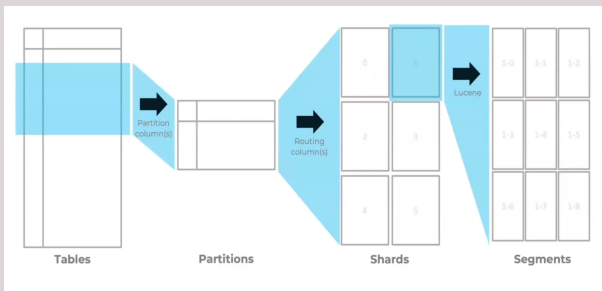 0
1
1-0
1-1
1-2
Partition
column(s)
Routing
column(s)
Lucene
2
3
1-3
1-4
1-5
4
5
1-6
1-7
1-8
Tables
Partitions
Shards
Segments